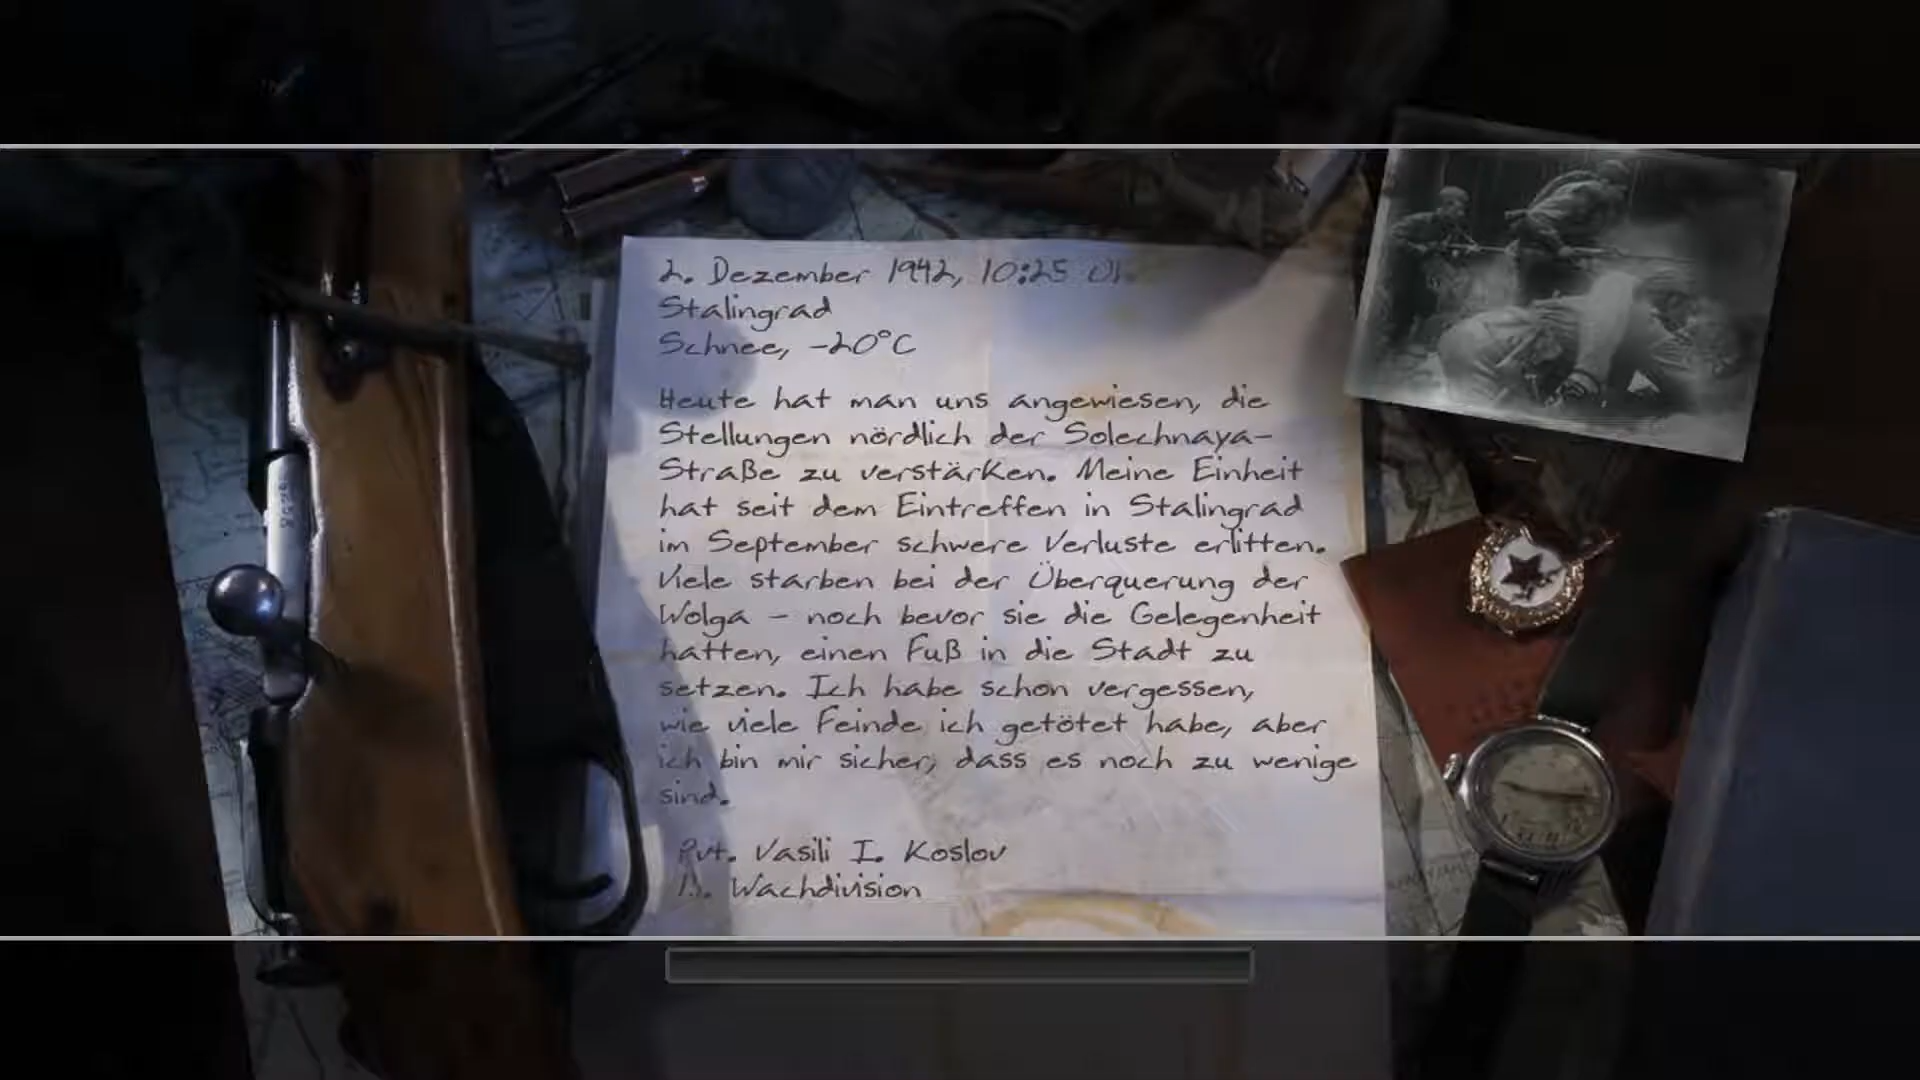 2. Dezember 1942, 10:25
Stalingrad
Schnee, -20°C
Heute hat man uns angewiesen, die
Stellungen nördlich der Solechnaya-
Straße zu verstärken. Meine Einheit
hat seit dem Eintreffen in Stalingrad
im September schwere Verluste erlitten.
Viele starben bei der Überquerung der
Wolga - noch bevor sie die Gelegenheit
hatten, einen Fuß in die Stadt zu
setzen. Ich habe schon vergessen,
wie viele Feinde ich getötet habe, aber
ich bin mir sicher, dass es noch zu wenige
sind.
Pvt. Vasili I. Koslov
Wachdivision